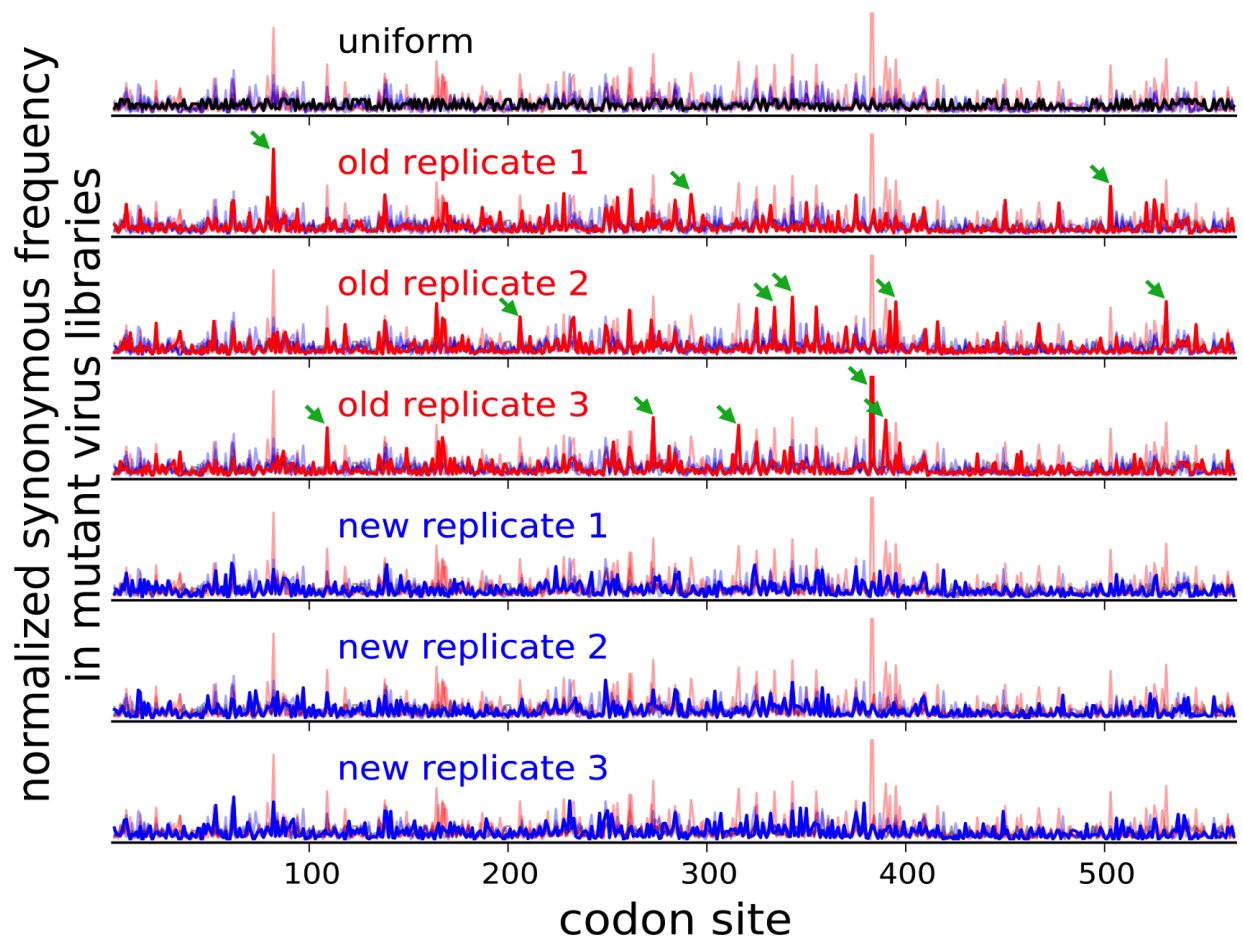 normalized synonymous frequency
in mutant virus libraries
uniform
old replicate 1
old replicate 2
old replicate 3
new replicate 1
new replicate 2
new replicate 3
100 200 300 400 500
codon site